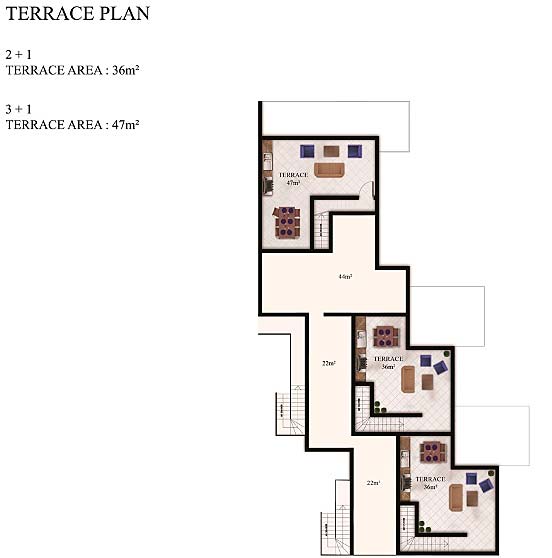 TERRACE PLAN
2 + 1
TERRACE AREA : 36m²
3 + 1
TERRACE AREA : 47m²
TERRACE
47m²
44m²
22m²
TERRACE
36m²
22m²
TERRACE
36m²